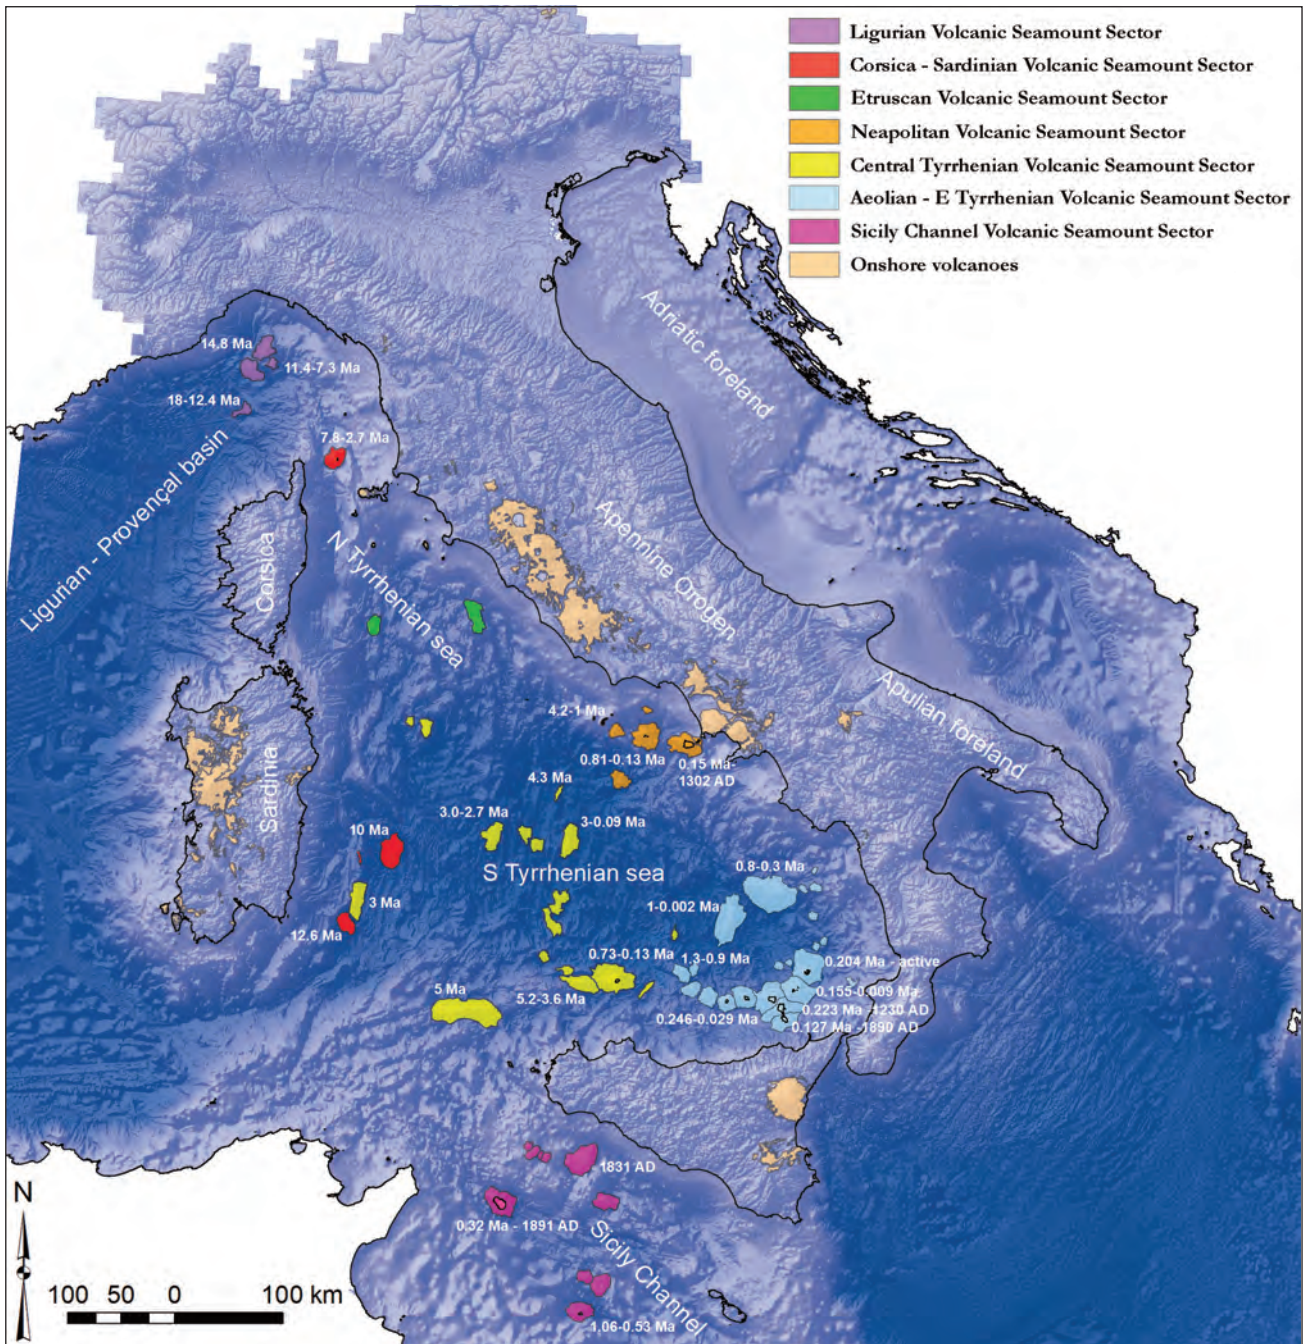 Ligurian Volcanic Seamount Sector
Corsica - Sardinian Volcanic Seamount Sector
Etruscan Volcanic Seamount Sector
Neapolitan Volcanic Seamount Sector
Central Tyrrhenian Volcanic Seamount Sector
Aeolian - E Tyrrhenian Volcanic Seamount Sector
Sicily Channel Volcanic Seamount Sector
Onshore volcanoes
Adriatic foreland
14.8 Ma
11.4-7.3 Ma
18-12.4 Ma
7.8-2.7 Ma
Ligurian - Provençal basin
Corsica
N Tyrrhenian sea
Apennine Orogen
Apulian foreland
Sardinia
4.2-1 Ma
0.81-0.13 Ma
0.15 Ma-
1302 AD
4.3 Ma
3.0-2.7 Ma
3-0.09 Ma
10 Ma
S Tyrrhenian sea
0.8-0.3 Ma
3 Ma
1-0.002 Ma
12.6 Ma
0.73-0.13 Ma
1.3-0.9 Ma
0.204 Ma - active
5 Ma
5.2-3.6 Ma
0.155-0.009 Ma
0.246-0.029 Ma
0.223 Ma -1230 AD
0.127 Ma -1890 AD
1831 AD
0.32 Ma - 1891 AD
Sicily Channel
1.06-0.53 Ma
N
100 50 0 100 km